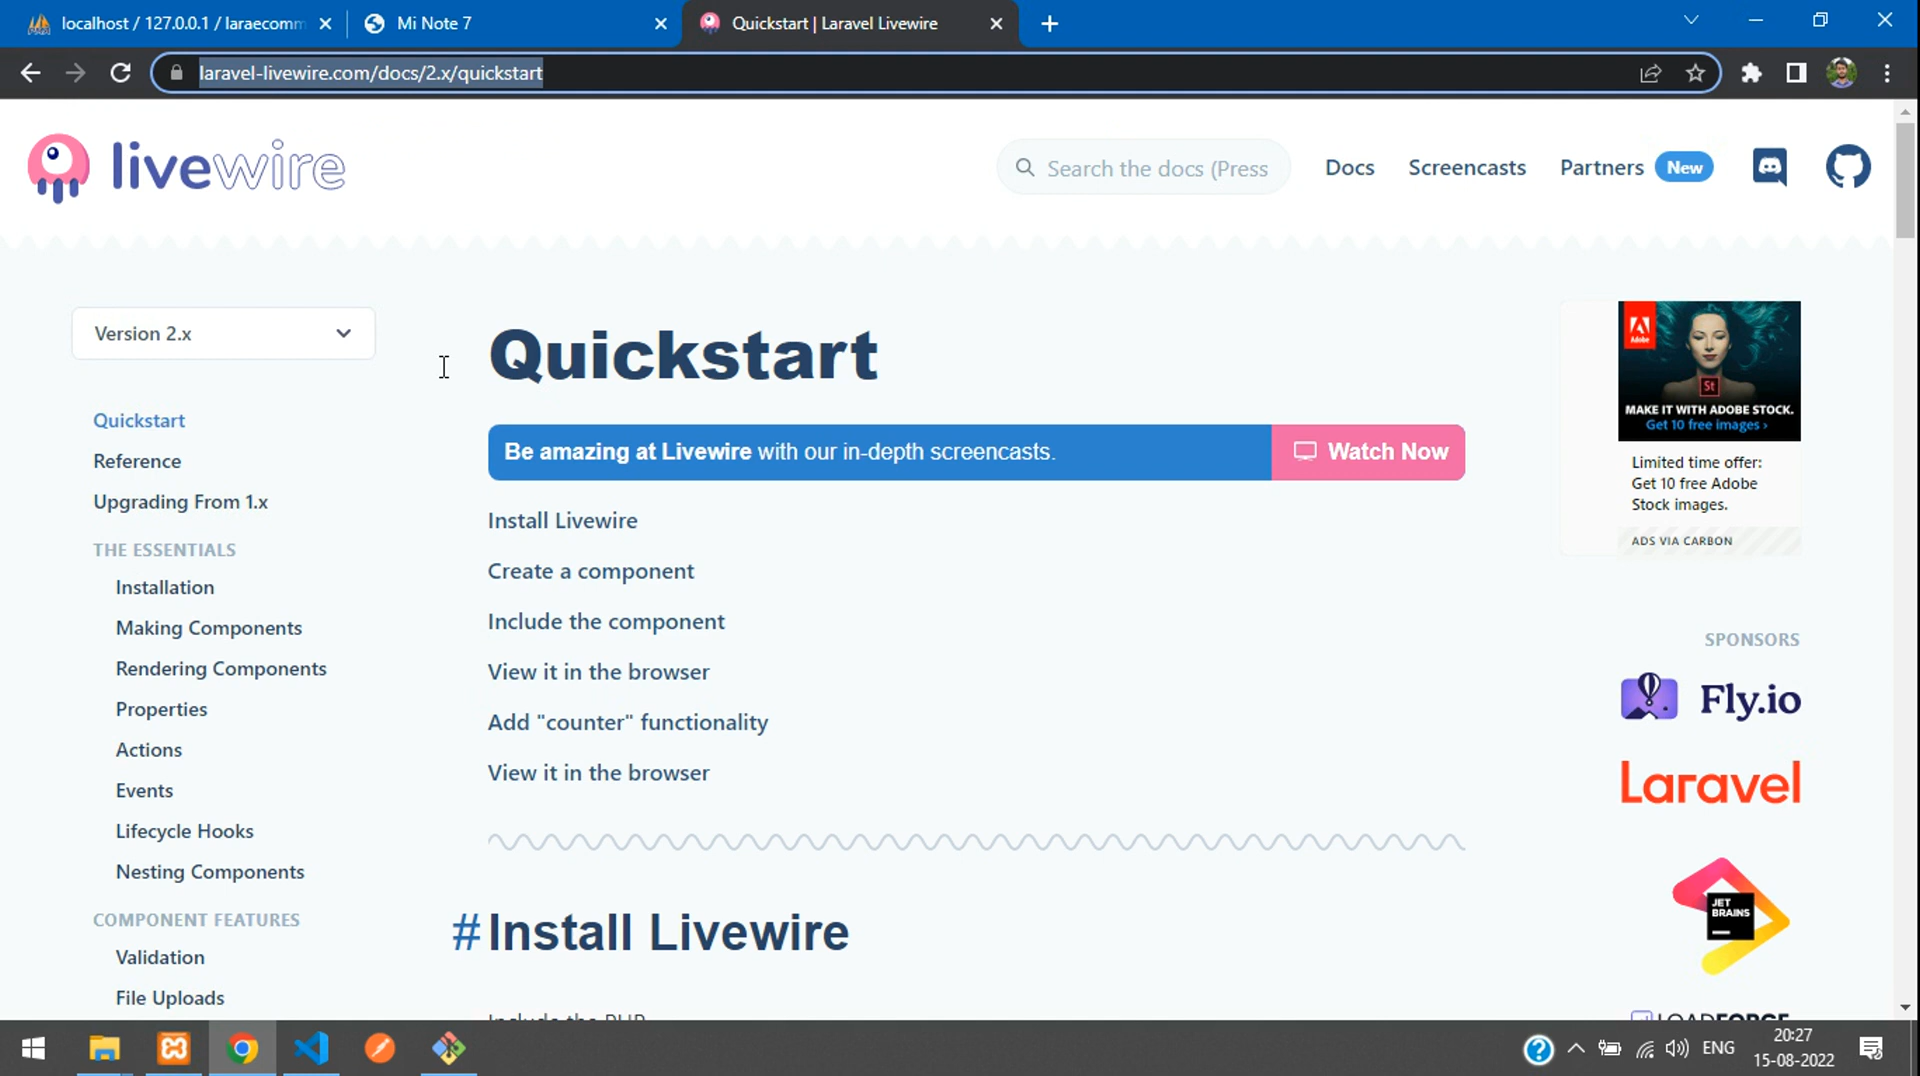 localhost / 127.0.0.1 / laraecomm
Mi Note 7
Quickstart | Laravel Livewire
laravel-livewire.com/docs/2.x/quickstart
livewire
Search the docs (Press
Docs
Screencasts
Partners
New
Version 2.x
Quickstart
Reference
Upgrading From 1.x
THE ESSENTIALS
Installation
Making Components
Rendering Components
Properties
Actions
Events
Lifecycle Hooks
Nesting Components
COMPONENT FEATURES
Validation
File Uploads
Quickstart
Be amazing at Livewire with our in-depth screencasts.
Watch Now
Install Livewire
Create a component
Include the component
View it in the browser
Add "counter" functionality
View it in the browser
# Install Livewire
Include the PHP
Adobe
St
MAKE IT WITH ADOBE STOCK.
Get 10 free images ›
Limited time offer:
Get 10 free Adobe
Stock images.
ADS VIA CARBON
SPONSORS
Fly.io
Laravel
JET
BRAINS
LOADFORGE
ENG
20:27
15-08-2022